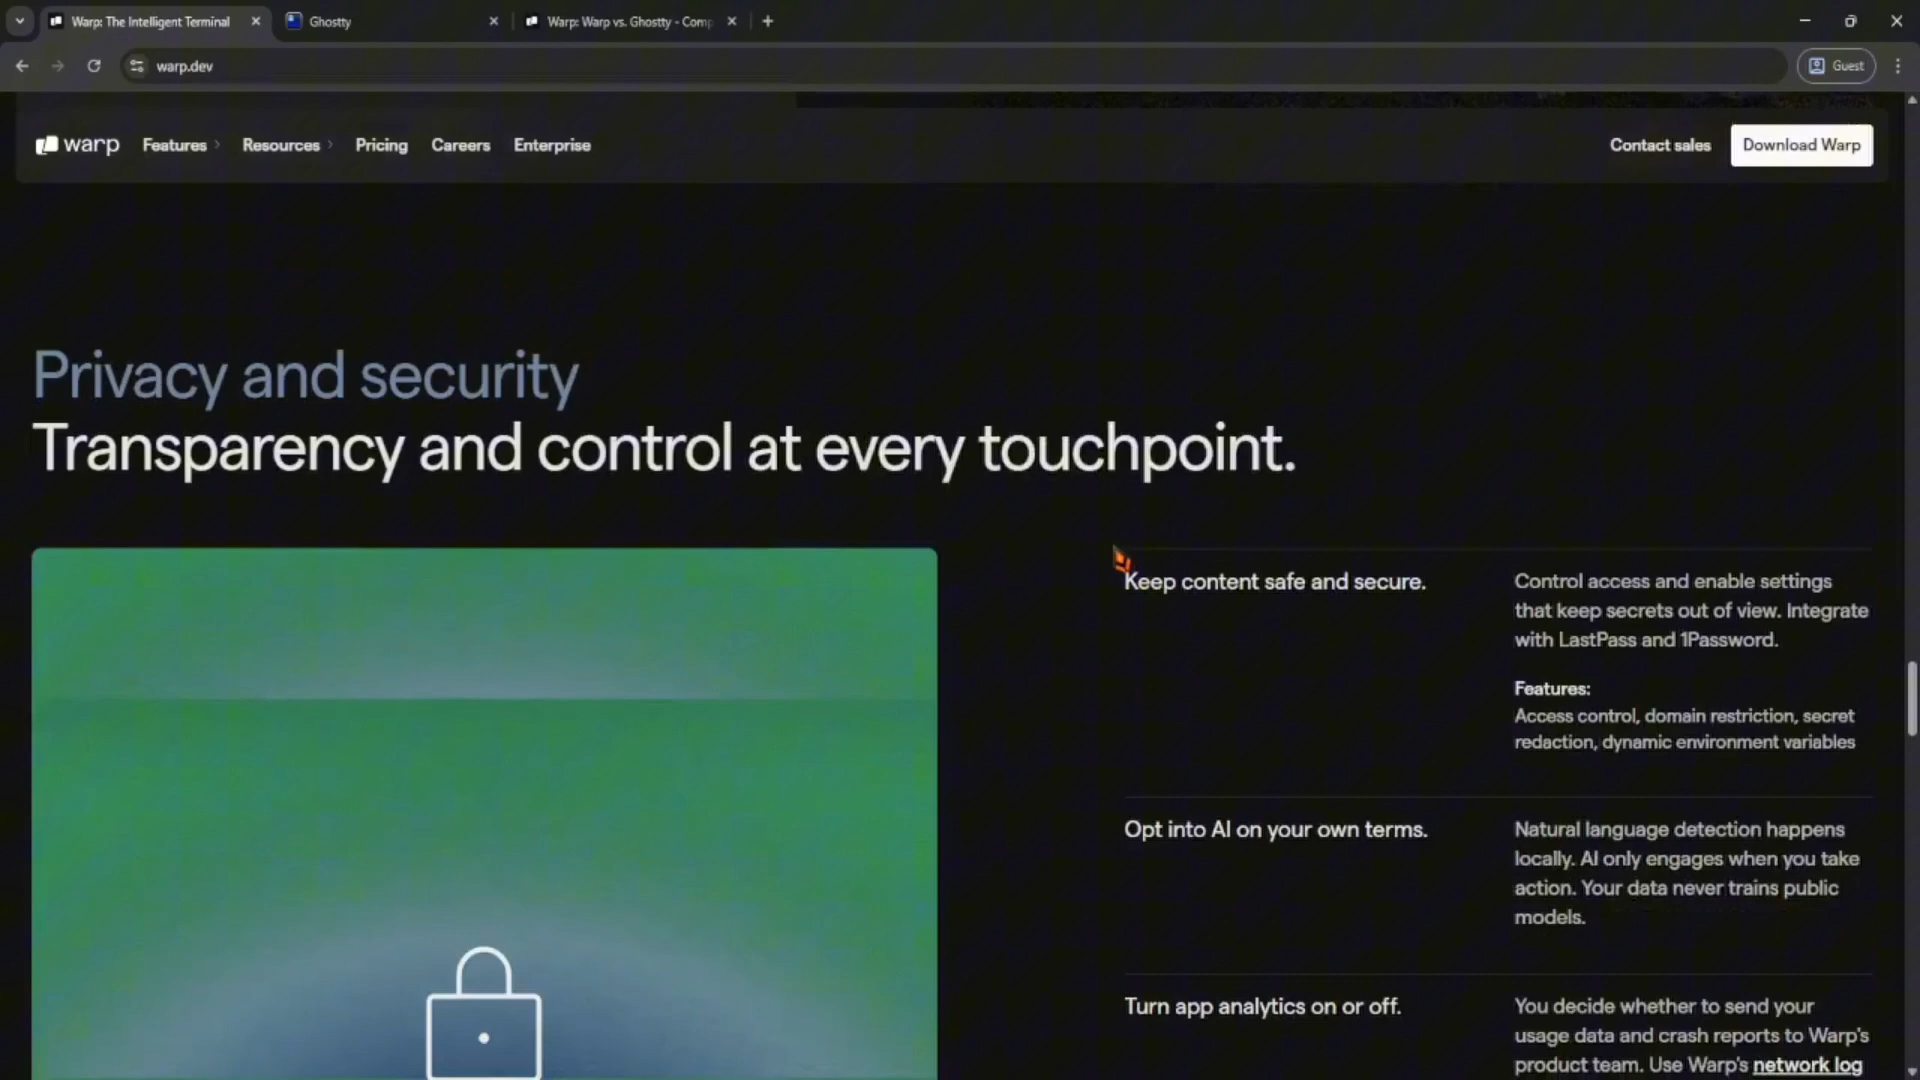 Warp: The Intelligent Terminal
Ghostty
Warp: Warp vs. Ghostty - Comp
warp.dev
Guest
warp
Features
Resources
Pricing
Careers
Enterprise
Contact sales
Download Warp
Privacy and security
Transparency and control at every touchpoint.
Keep content safe and secure.
Control access and enable settings
that keep secrets out of view. Integrate
with LastPass and 1Password.
Features:
Access control, domain restriction, secret
redaction, dynamic environment variables
Opt into AI on your own terms.
Natural language detection happens
locally. AI only engages when you take
action. Your data never trains public
models.
Turn app analytics on or off.
You decide whether to send your
usage data and crash reports to Warp's
product team. Use Warp's network log